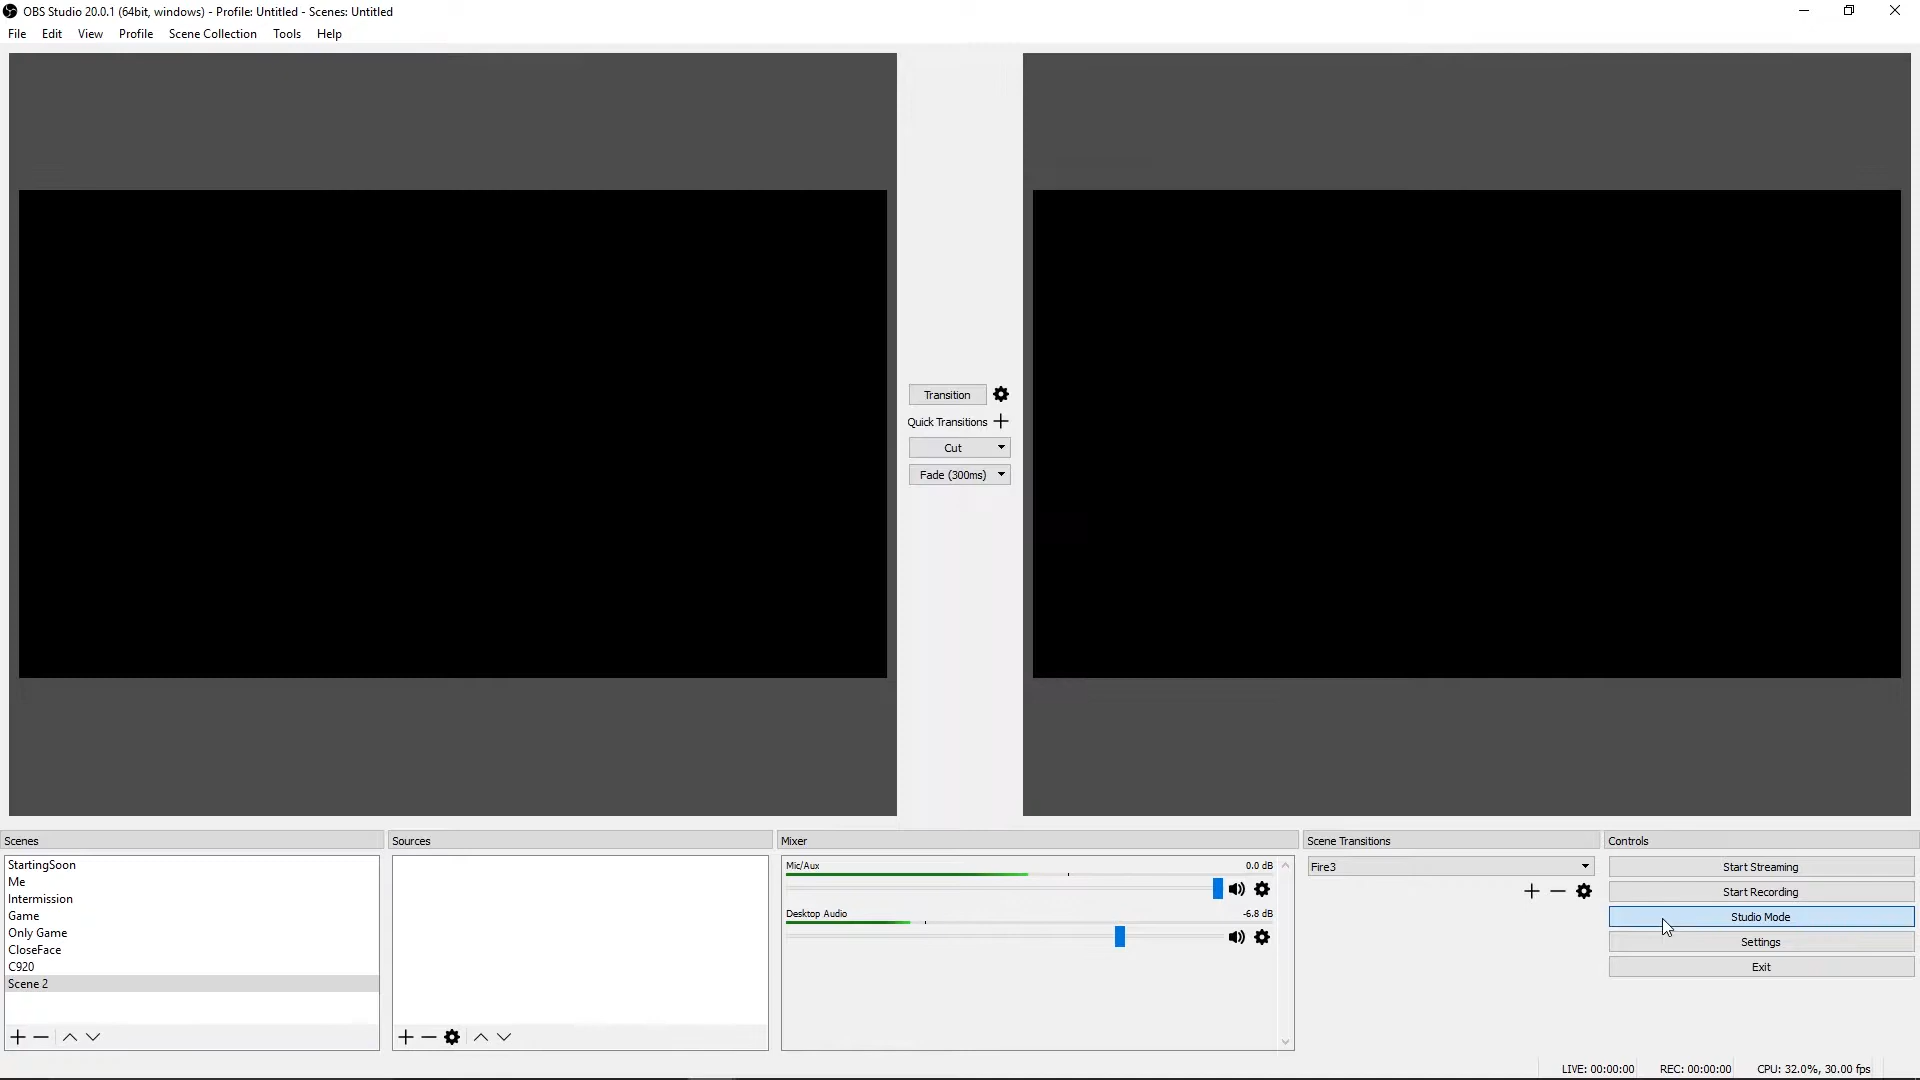 OBS Studio 20.0.1 (64bit, windows) - Profile: Untitled - Scenes: Untitled
File Edit View Profile Scene Collection Tools Help
Transition
Quick Transitions
Cut
Fade (300ms)
Scenes
StartingSoon
Me
Intermission
Game
Only Game
CloseFace
C920
Scene 2
Sources
Mixer
Mic/Aux 0.0 dB
Desktop Audio -6.8 dB
Scene Transitions
Fire3
Controls
Start Streaming
Start Recording
Studio Mode
Settings
Exit
LIVE: 00:00:00 REC: 00:00:00 CPU: 32.0%, 30.00 fps